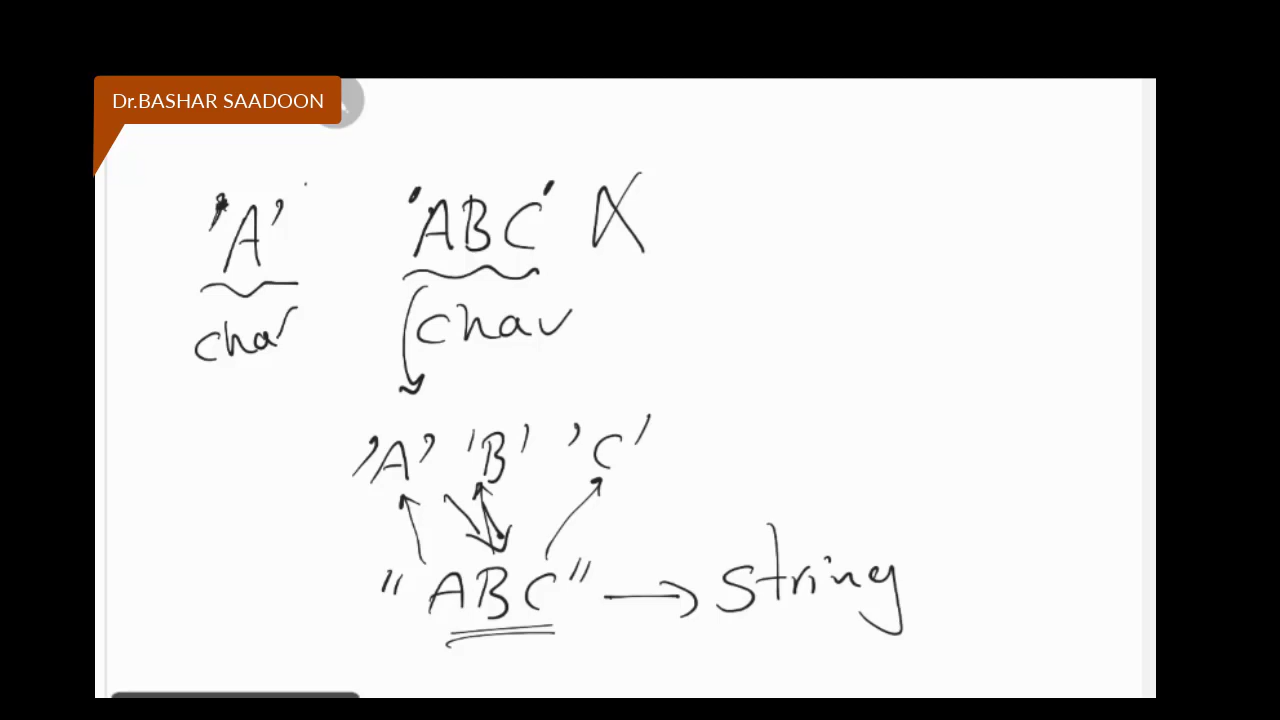 Dr.BASHAR SAADOON
'A' 'ABC' X
char char
'A' 'B' 'C'
"ABC" → String